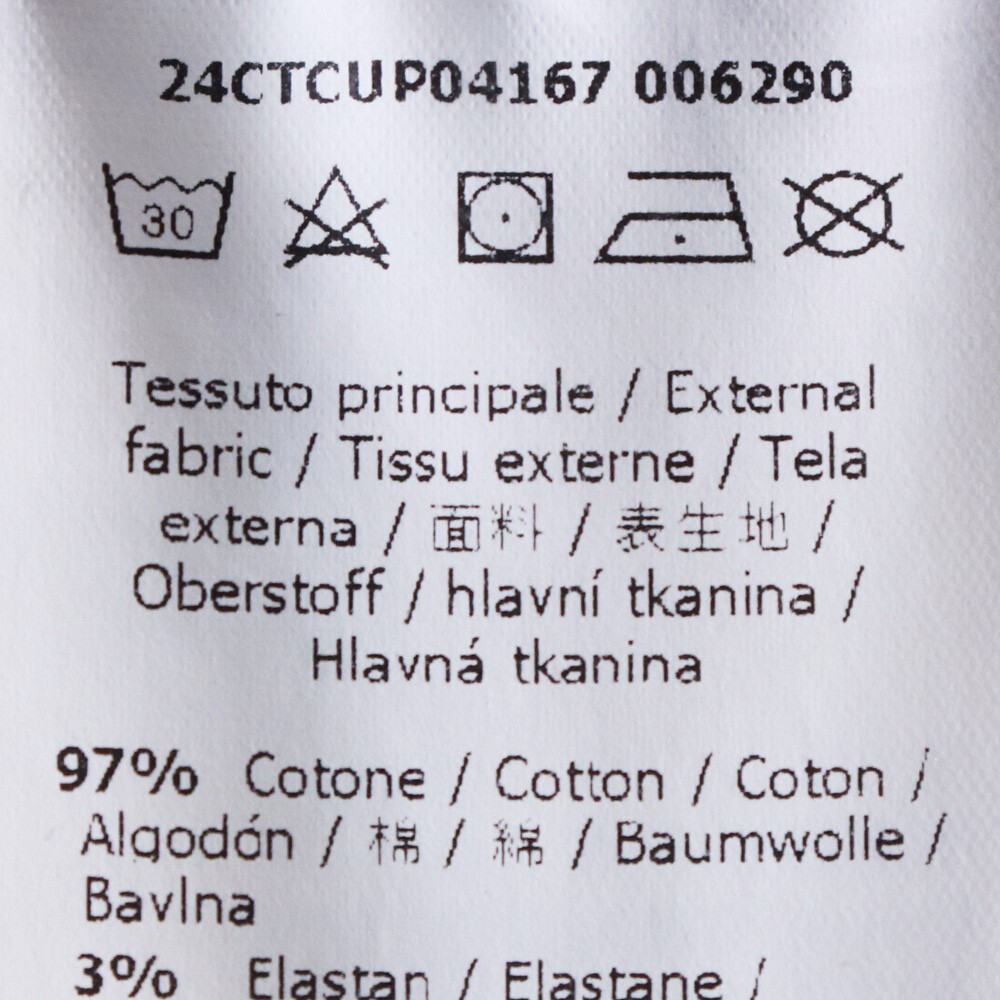 24CTCUP04167 006290
30
Tessuto principale / External
fabric / Tissu externe / Tela
externa / 面料 / 表生地 /
Oberstoff / hlavní tkanina /
Hlavná tkanina
97% Cotone / Cotton / Coton /
Algodón / 棉 / 綿 / Baumwolle /
Bavlna
3% Elastan / Elastane /